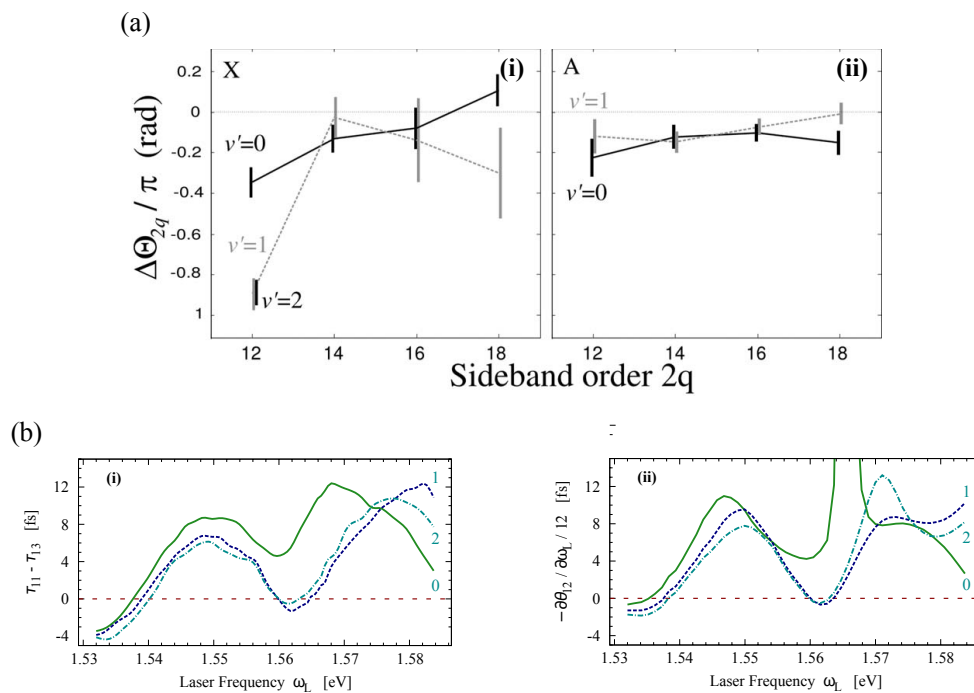 (a)
X
(i)
A
(ii)
0.2
0
-0.2
-0.4
-0.6
-0.8
1
ΔΘ2q / π (rad)
v'=0
v'=1
v'=2
v'=1
v'=0
12
14
16
18
12
14
16
18
Sideband order 2q
(b)
(i)
12
8
4
0
-4
τ11 - τ13 [fs]
1
2
0
1.53
1.54
1.55
1.56
1.57
1.58
Laser Frequency ωL [eV]
(ii)
12
8
4
0
-4
−∂θ12 / ∂ωL / 12 [fs]
1
2
0
1.53
1.54
1.55
1.56
1.57
1.58
Laser Frequency ωL [eV]